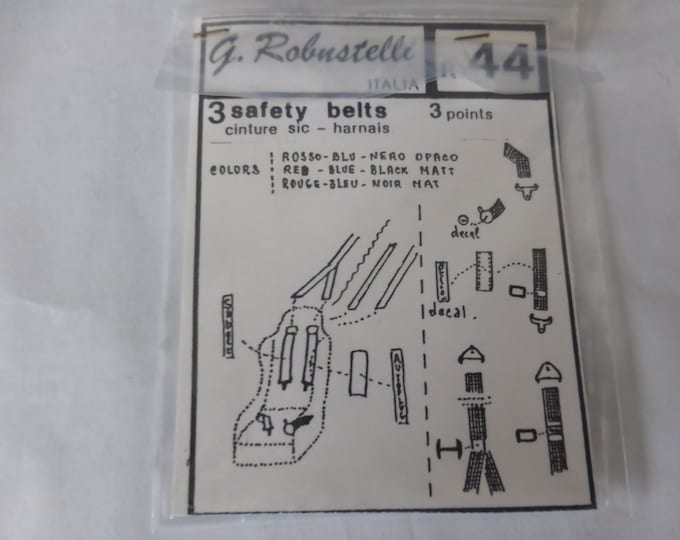 G. Robustelli
ITALIA
R 44
3 safety belts
cinture sic - harnais
3 points
COLORS
ROSSO-BLU-NERO OPACO
RED - BLUE - BLACK MATT
ROUGE-BLEU - NOIR MAT
decal
decal.